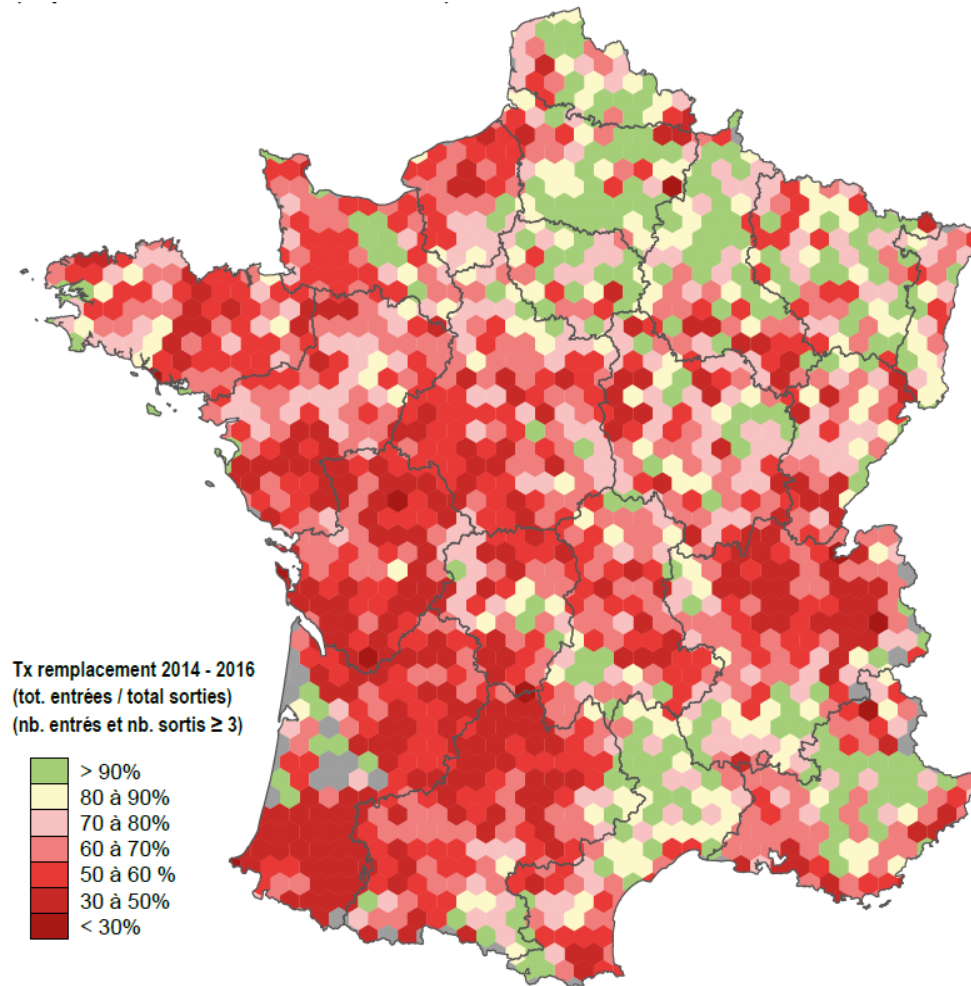 Tx remplacement 2014 - 2016
(tot. entrées / total sorties)
(nb. entrés et nb. sortis ≥ 3)
> 90%
80 à 90%
70 à 80%
60 à 70%
50 à 60 %
30 à 50%
< 30%